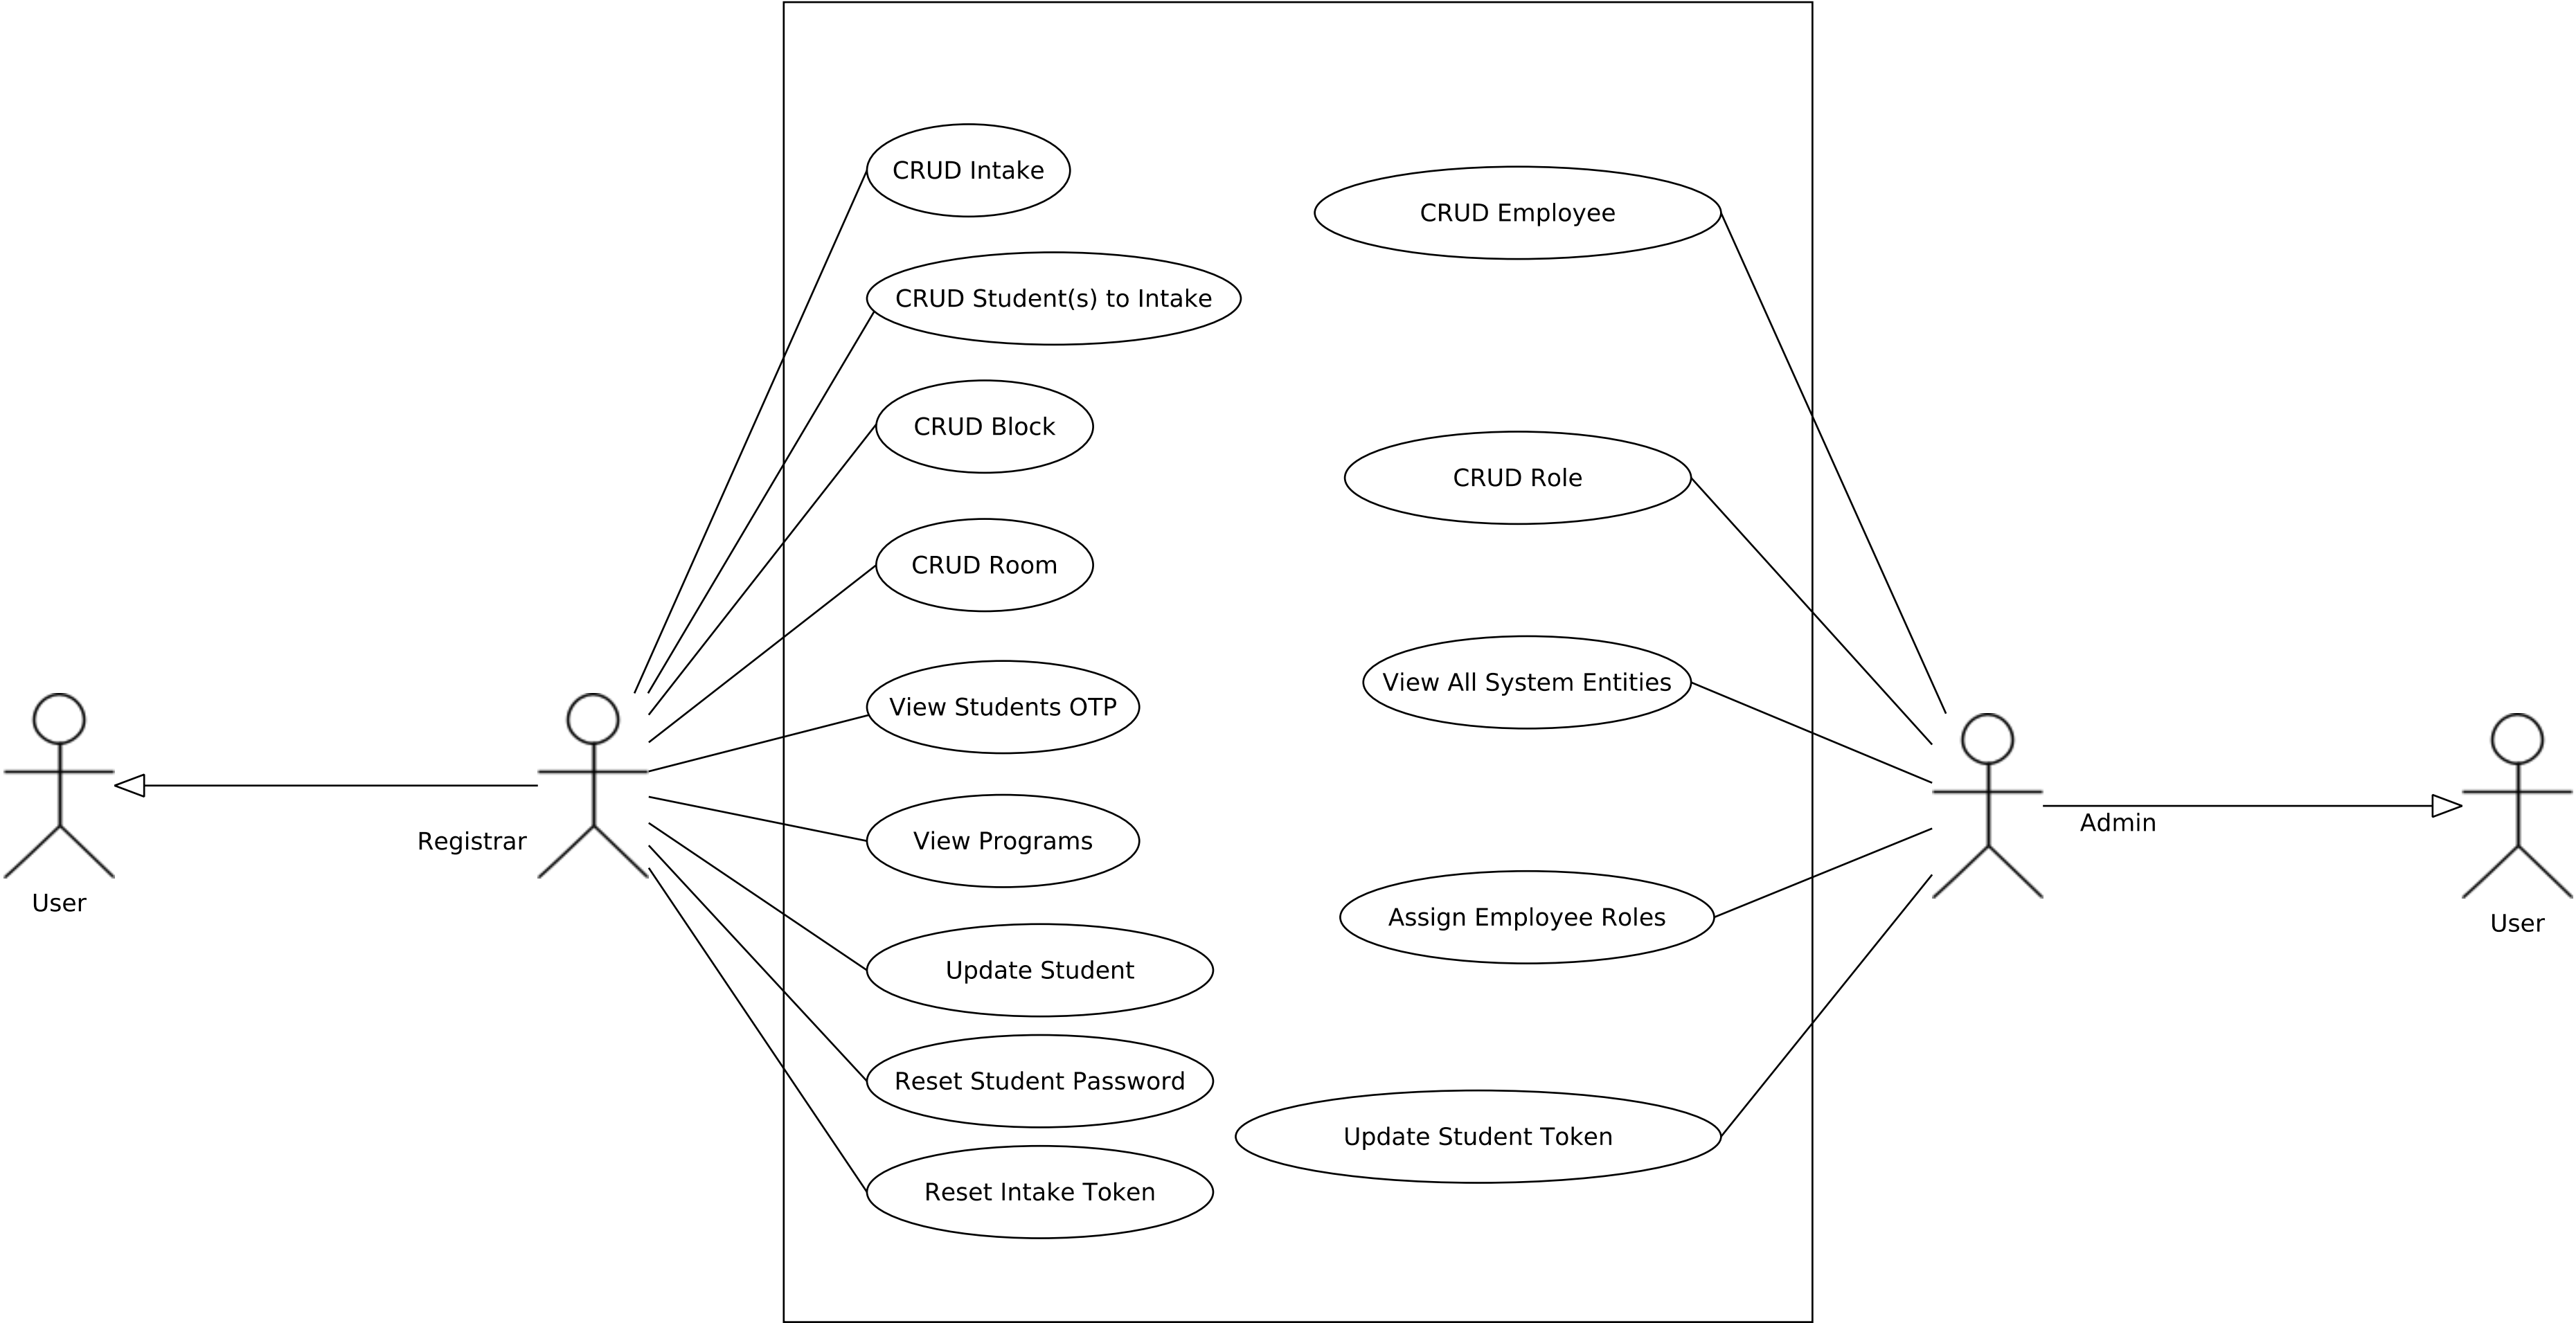 CRUD Intake
CRUD Employee
CRUD Student(s) to Intake
CRUD Block
CRUD Role
CRUD Room
View All System Entities
View Students OTP
View Programs
Registrar
Admin
User
Assign Employee Roles
User
Update Student
Reset Student Password
Update Student Token
Reset Intake Token